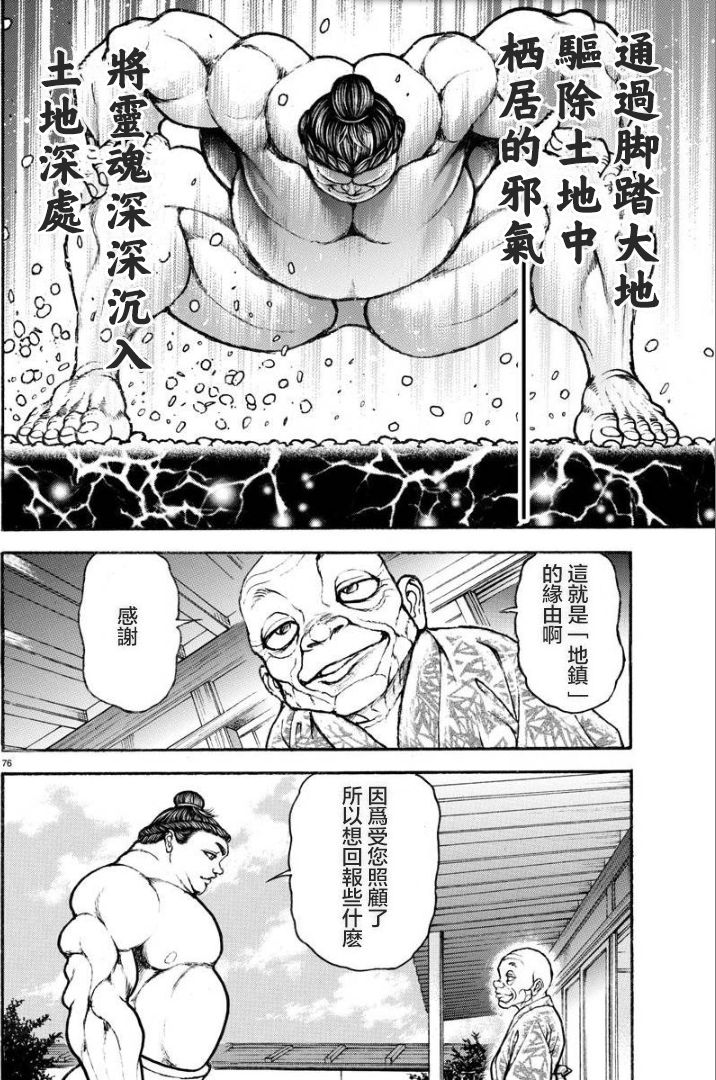 通過脚踏大地
驅除土地中
栖居的邪氣
將靈魂深深沉入
土地深處
這就是「地鎮」
的緣由啊
感謝
76
因爲受您照顧了
所以想回報些什麽